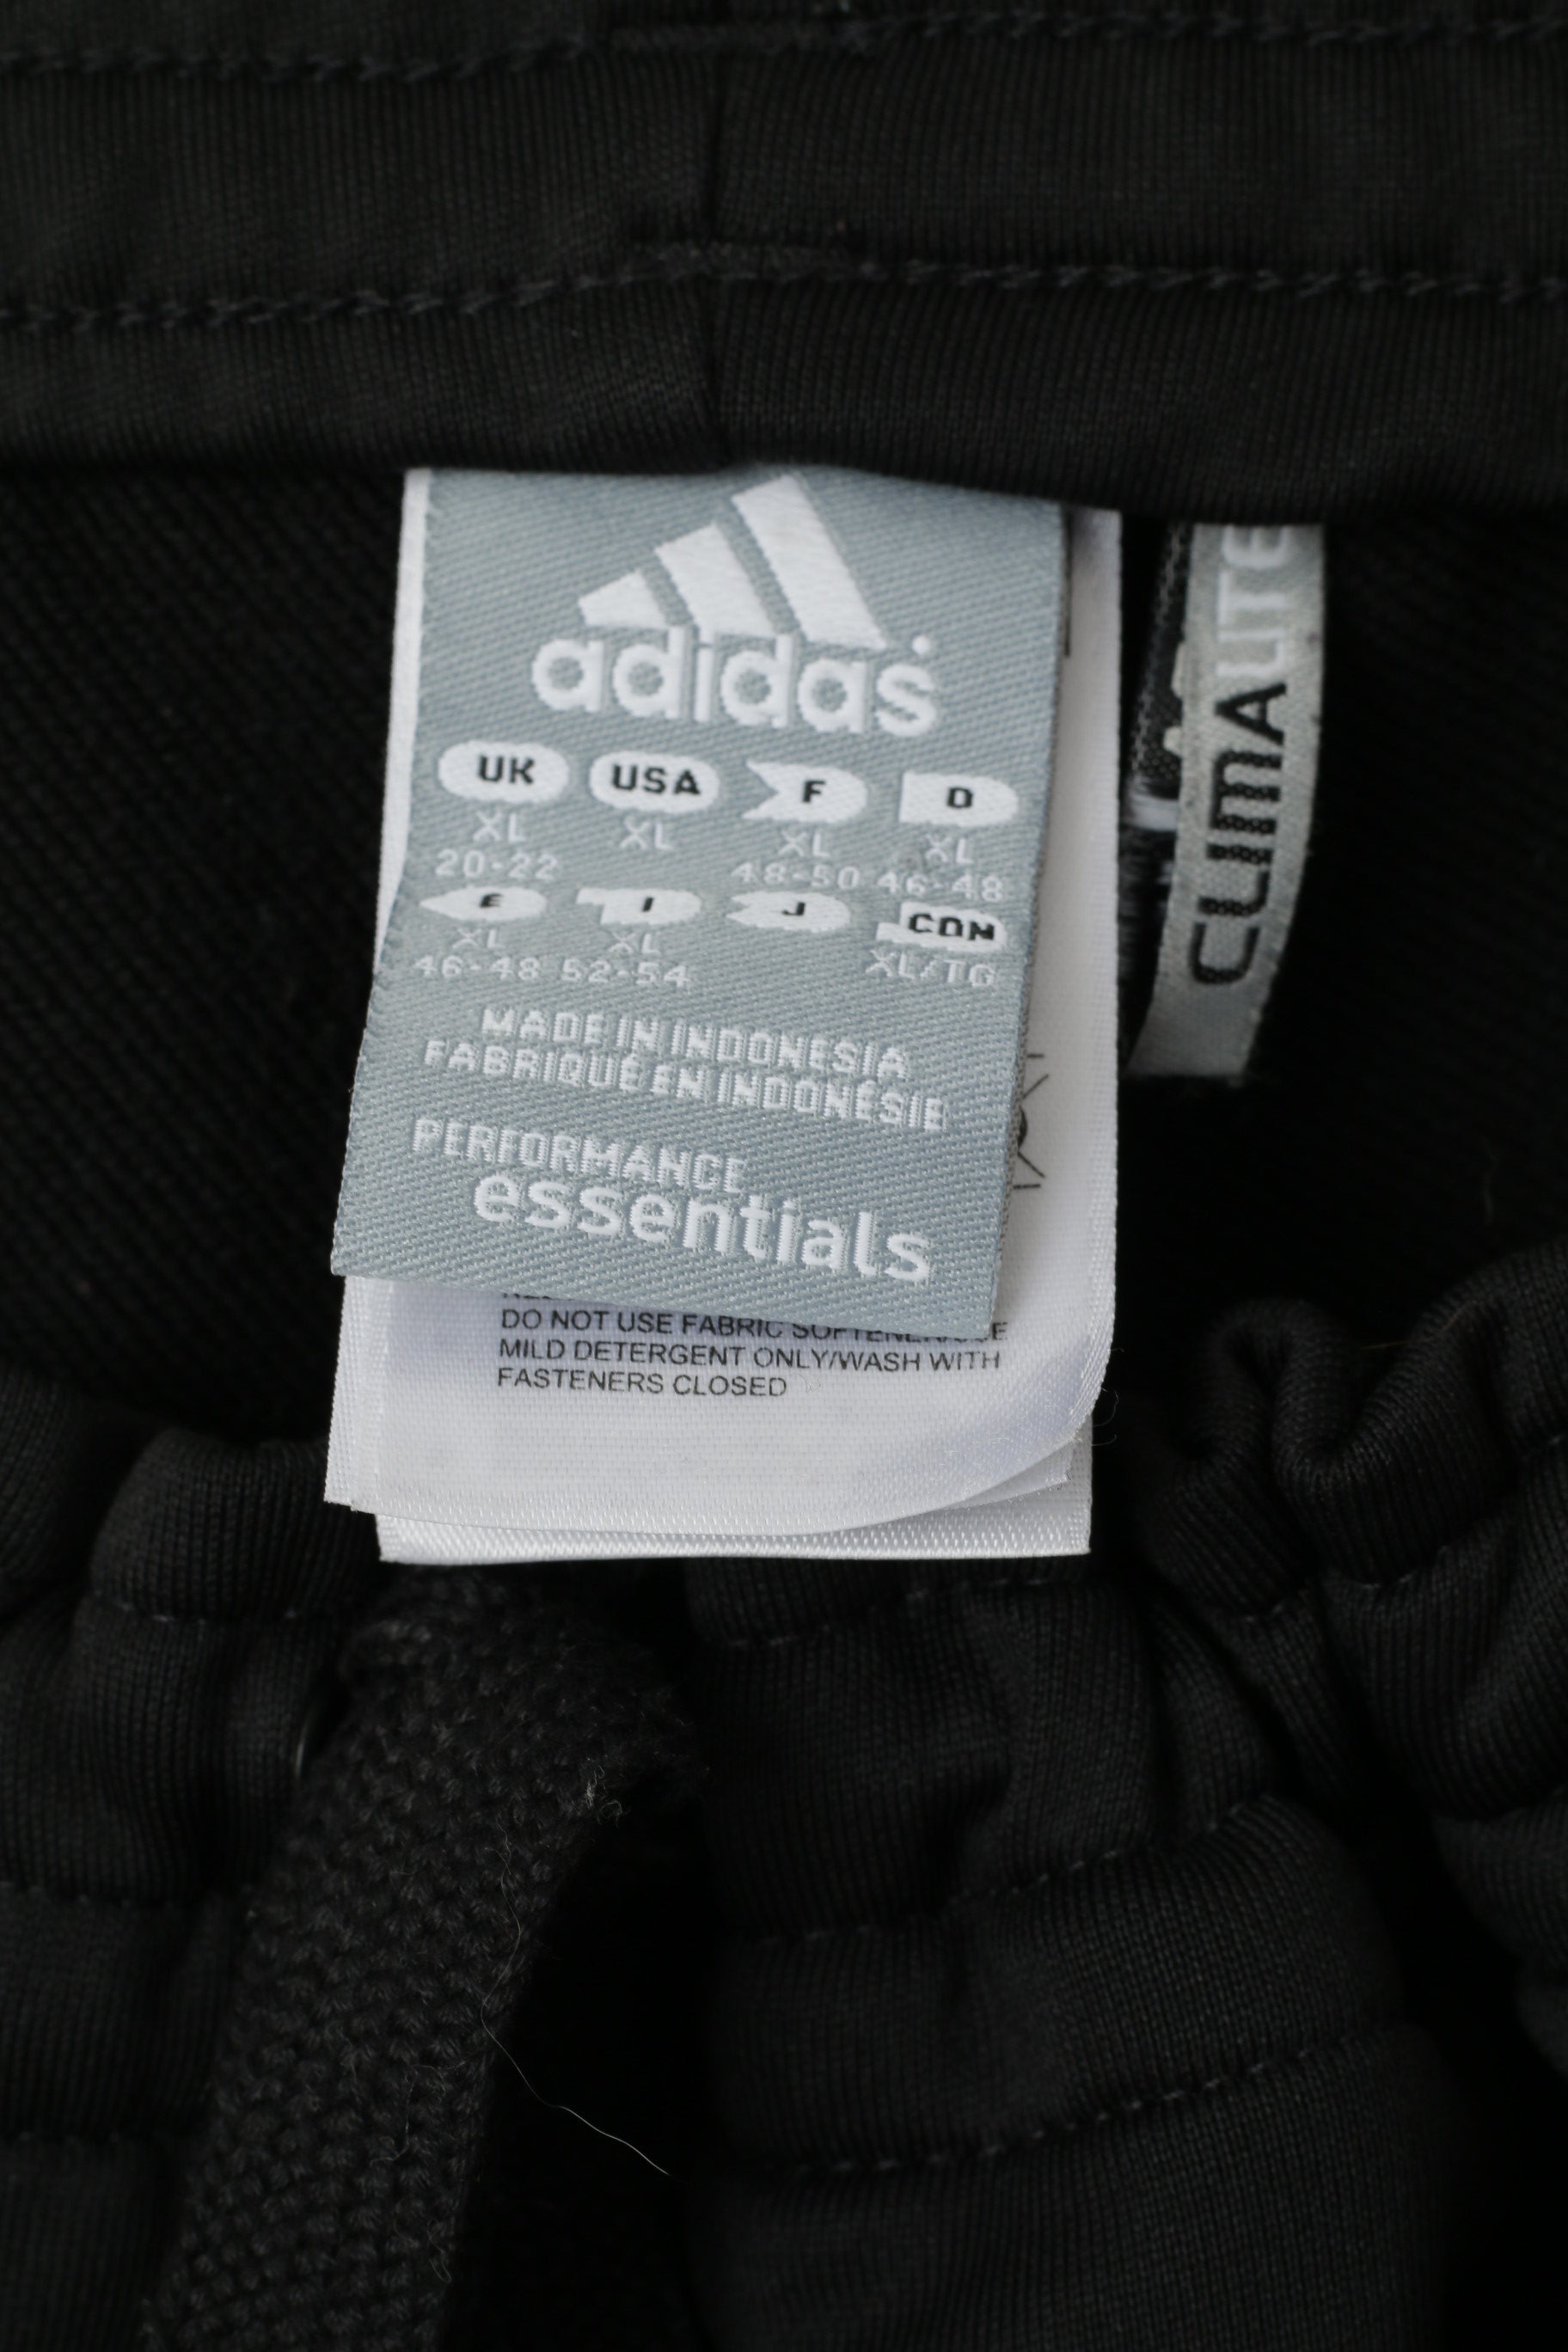 adidas
UK USA F D
XL XL XL XL
20-22 48-50 46-48
E I J CDN
XL XL XL/TG
46-48 52-54
MADE IN INDONESIA
FABRIQUÉ EN INDONÉSIE
PERFORMANCE
essentials
DO NOT USE FABRIC SOFTENER/USE
MILD DETERGENT ONLY/WASH WITH
FASTENERS CLOSED
CLIMALITE